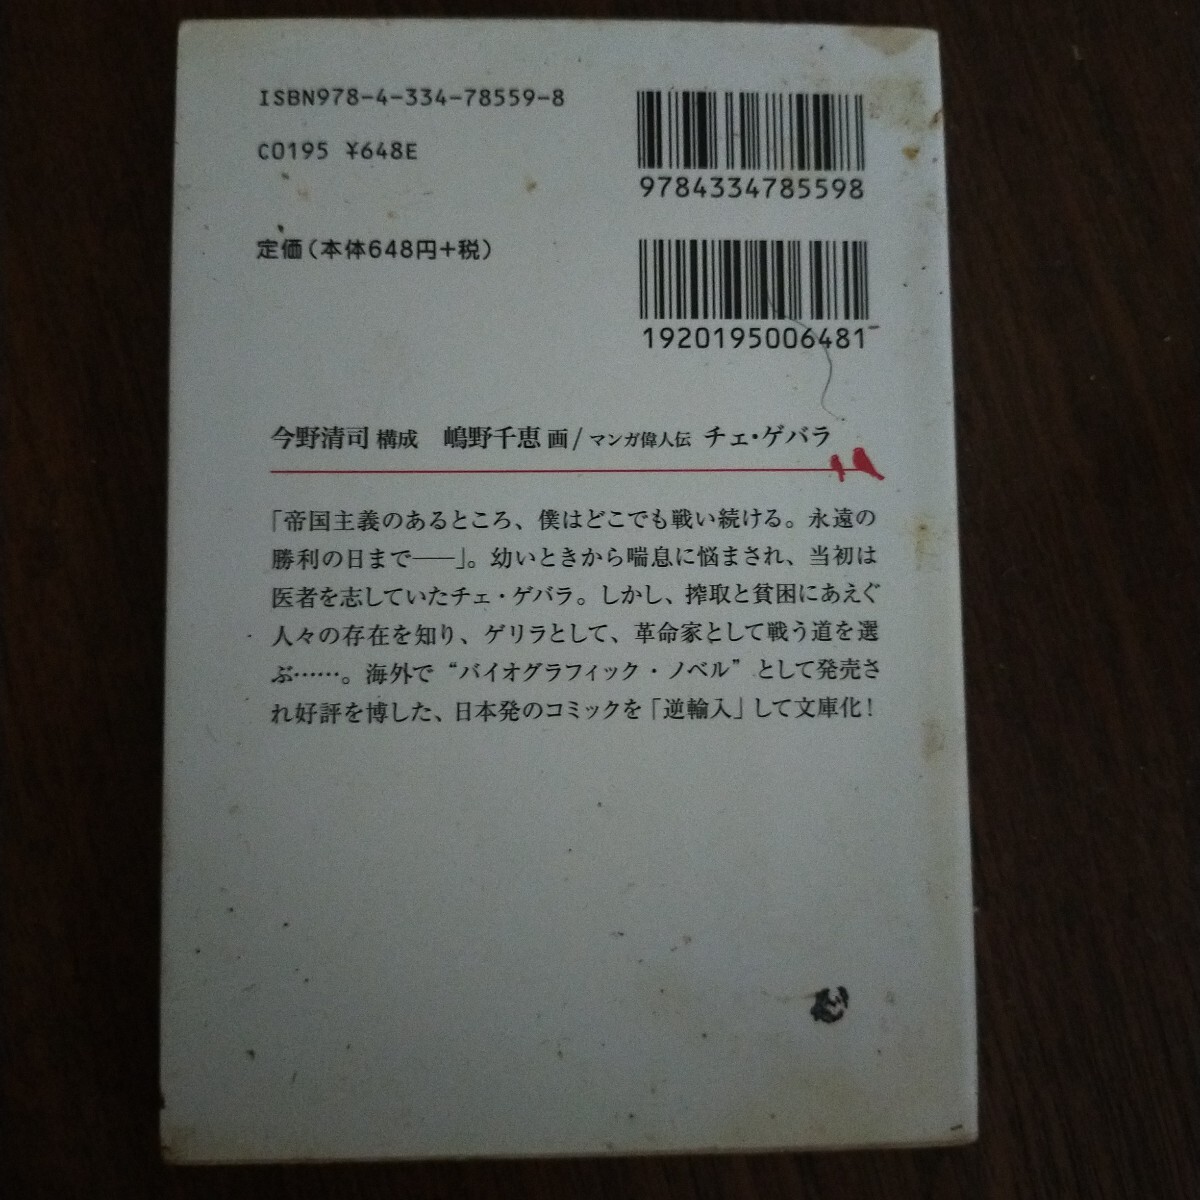 ISBN978-4-334-78559-8
C0195 ¥648E
定価(本体648円+税)
9784334785598
1920195006481
今野清司 構成　嶋野千恵 画/マンガ偉人伝 チェ・ゲバラ
「帝国主義のあるところ、僕はどこでも戦い続ける。永遠の
勝利の日まで――」。幼いときから喘息に悩まされ、当初は
医者を志していたチェ・ゲバラ。しかし、搾取と貧困にあえぐ
人々の存在を知り、ゲリラとして、革命家として戦う道を選
ぶ……。海外で“バイオグラフィック・ノベル”として発売さ
れ好評を博した、日本発のコミックを「逆輸入」して文庫化!